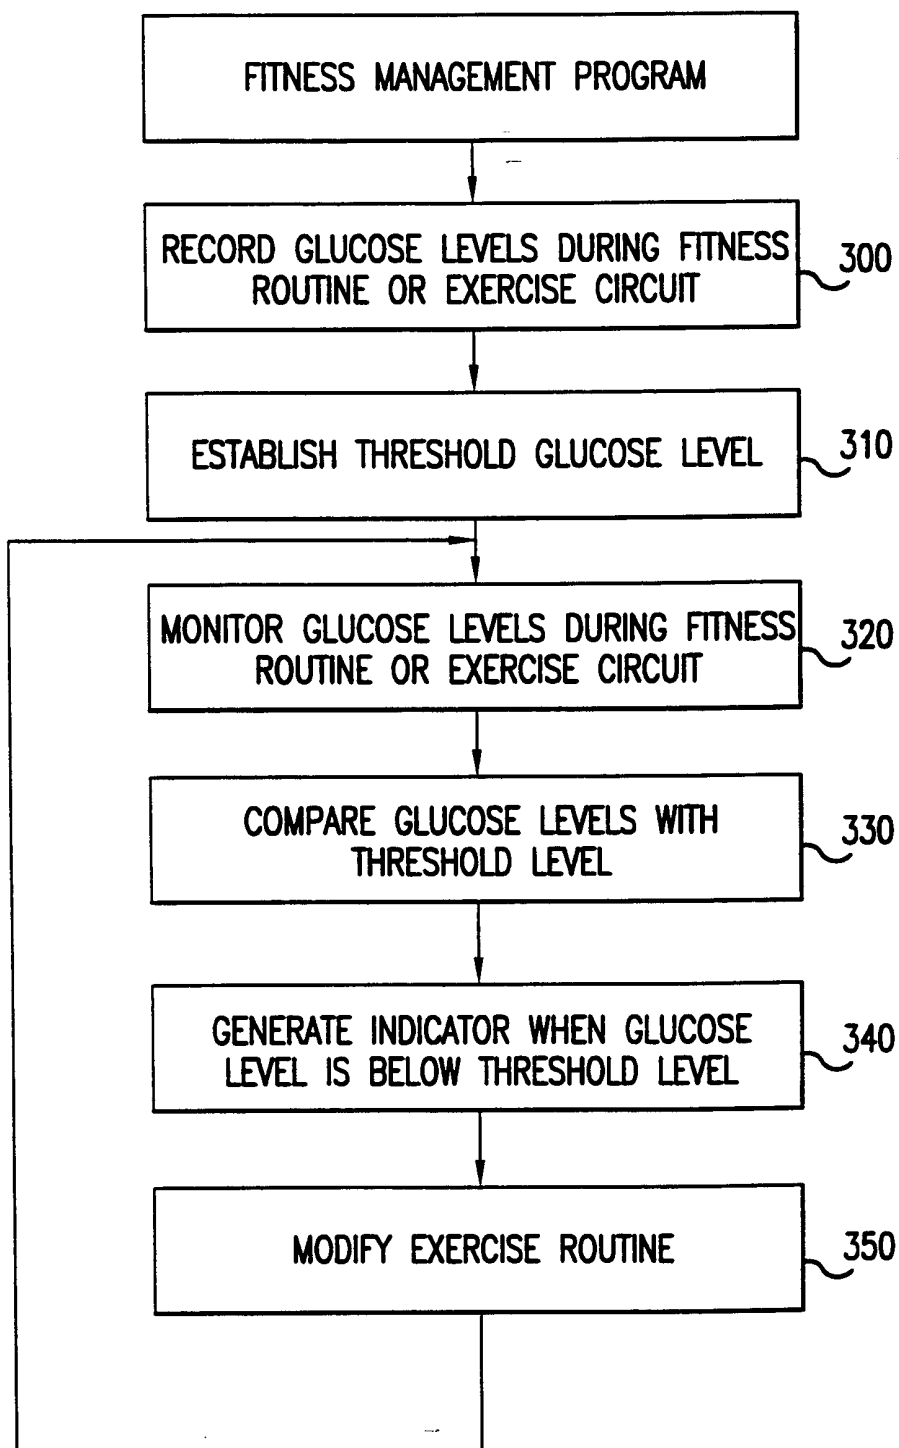 FITNESS MANAGEMENT PROGRAM
RECORD GLUCOSE LEVELS DURING FITNESS
ROUTINE OR EXERCISE CIRCUIT
300
ESTABLISH THRESHOLD GLUCOSE LEVEL
310
MONITOR GLUCOSE LEVELS DURING FITNESS
ROUTINE OR EXERCISE CIRCUIT
320
COMPARE GLUCOSE LEVELS WITH
THRESHOLD LEVEL
330
GENERATE INDICATOR WHEN GLUCOSE
LEVEL IS BELOW THRESHOLD LEVEL
340
MODIFY EXERCISE ROUTINE
350